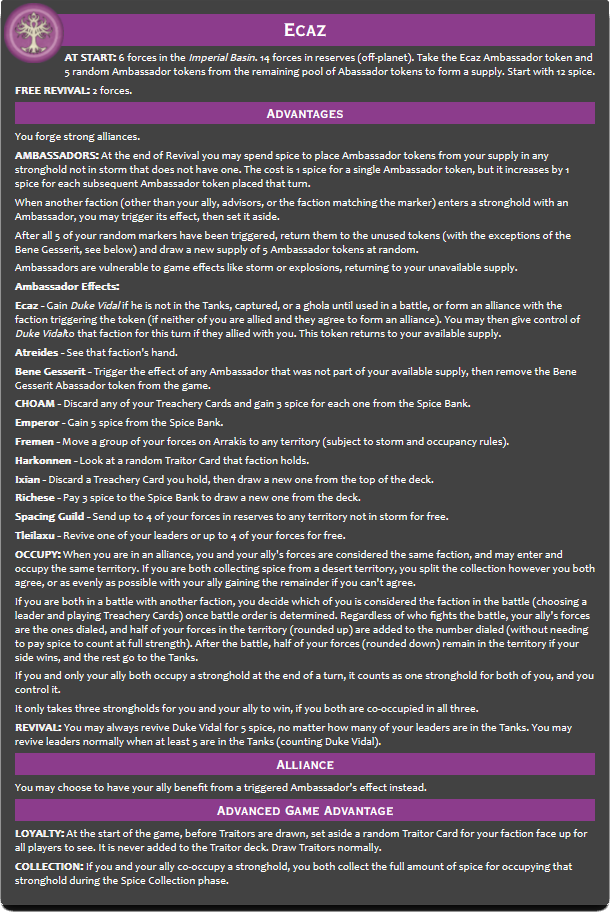 Ecaz
AT START: 6 forces in the Imperial Basin. 14 forces in reserves (off-planet). Take the Ecaz Ambassador token and
5 random Ambassador tokens from the remaining pool of Abassador tokens to form a supply. Start with 12 spice.
FREE REVIVAL: 2 forces.
Advantages
You forge strong alliances.
AMBASSADORS: At the end of Revival you may spend spice to place Ambassador tokens from your supply in any
stronghold not in storm that does not have one. The cost is 1 spice for a single Ambassador token, but it increases by 1
spice for each subsequent Ambassador token placed that turn.
When another faction (other than your ally, advisors, or the faction matching the marker) enters a stronghold with an
Ambassador, you may trigger its effect, then set it aside.
After all 5 of your random markers have been triggered, return them to the unused tokens (with the exceptions of the
Bene Gesserit, see below) and draw a new supply of 5 Ambassador tokens at random.
Ambassadors are vulnerable to game effects like storm or explosions, returning to your unavailable supply.
Ambassador Effects:
Ecaz - Gain Duke Vidal if he is not in the Tanks, captured, or a ghola until used in a battle, or form an alliance with the
faction triggering the token (if neither of you are allied and they agree to form an alliance). You may then give control of
Duke Vidalto that faction for this turn if they allied with you. This token returns to your available supply.
Atreides - See that faction's hand.
Bene Gesserit - Trigger the effect of any Ambassador that was not part of your available supply, then remove the Bene
Gesserit Abassador token from the game.
CHOAM - Discard any of your Treachery Cards and gain 3 spice for each one from the Spice Bank.
Emperor - Gain 5 spice from the Spice Bank.
Fremen - Move a group of your forces on Arrakis to any territory (subject to storm and occupancy rules).
Harkonnen - Look at a random Traitor Card that faction holds.
Ixian - Discard a Treachery Card you hold, then draw a new one from the top of the deck.
Richese - Pay 3 spice to the Spice Bank to draw a new one from the deck.
Spacing Guild - Send up to 4 of your forces in reserves to any territory not in storm for free.
Tleilaxu - Revive one of your leaders or up to 4 of your forces for free.
OCCUPY: When you are in an alliance, you and your ally's forces are considered the same faction, and may enter and
occupy the same territory. If you are both collecting spice from a desert territory, you split the collection however you both
agree, or as evenly as possible with your ally gaining the remainder if you can't agree.
If you are both in a battle with another faction, you decide which of you is considered the faction in the battle (choosing a
leader and playing Treachery Cards) once battle order is determined. Regardless of who fights the battle, your ally's forces
are the ones dialed, and half of your forces in the territory (rounded up) are added to the number dialed (without needing
to pay spice to count at full strength). After the battle, half of your forces (rounded down) remain in the territory if your
side wins, and the rest go to the Tanks.
If you and only your ally both occupy a stronghold at the end of a turn, it counts as one stronghold for both of you, and you
control it.
It only takes three strongholds for you and your ally to win, if you both are co-occupied in all three.
REVIVAL: You may always revive Duke Vidal for 5 spice, no matter how many of your leaders are in the Tanks. You may
revive leaders normally when at least 5 are in the Tanks (counting Duke Vidal).
Alliance
You may choose to have your ally benefit from a triggered Ambassador's effect instead.
Advanced Game Advantage
LOYALTY: At the start of the game, before Traitors are drawn, set aside a random Traitor Card for your faction face up for
all players to see. It is never added to the Traitor deck. Draw Traitors normally.
COLLECTION: If you and your ally co-occupy a stronghold, you both collect the full amount of spice for occupying that
stronghold during the Spice Collection phase.